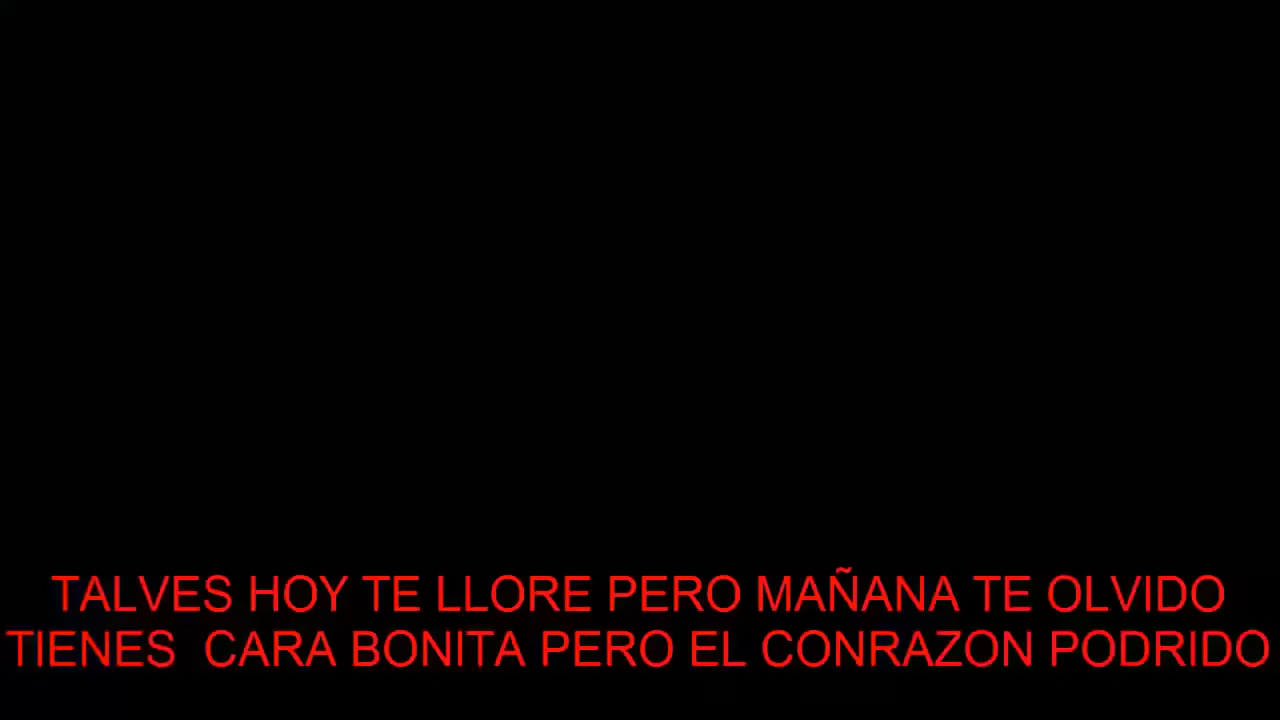 TALVES HOY TE LLORE PERO MAÑANA TE OLVIDO
TIENES  CARA BONITA PERO EL CONRAZON PODRIDO